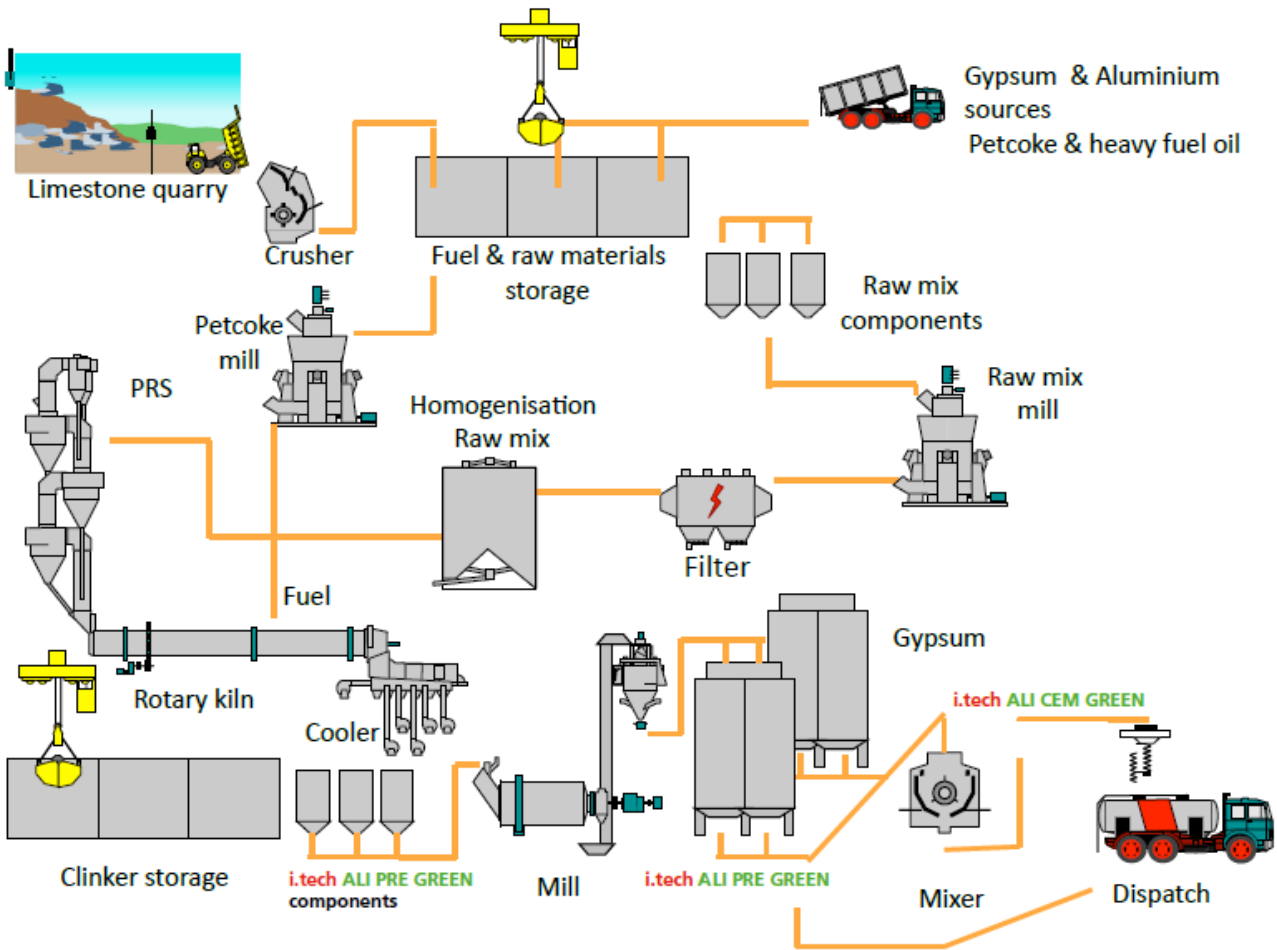 Gypsum & Aluminium
sources
Petcoke & heavy fuel oil
Limestone quarry
Crusher
Fuel & raw materials
storage
Raw mix
components
Petcoke
mill
PRS
Homogenisation
Raw mix
Raw mix
mill
Filter
Fuel
Gypsum
Rotary kiln
Cooler
i.tech ALI CEM GREEN
Clinker storage
i.tech ALI PRE GREEN
components
Mill
i.tech ALI PRE GREEN
Mixer
Dispatch